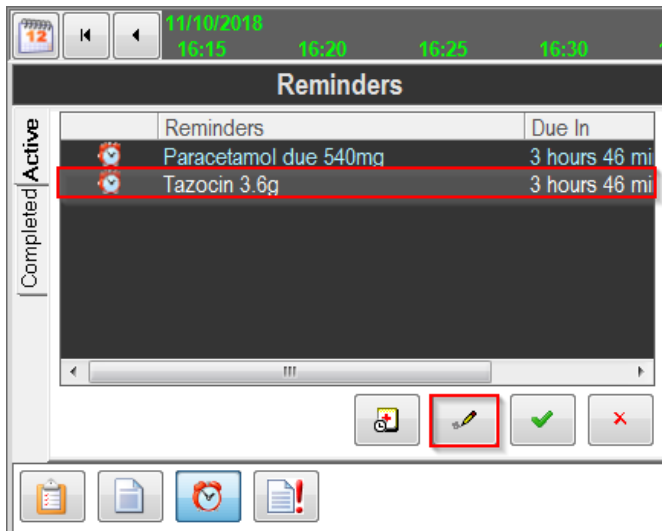 12
11/10/2018
16:15 16:20 16:25 16:30
Reminders
Active
Completed
Reminders Due In
Paracetamol due 540mg 3 hours 46 mi
Tazocin 3.6g 3 hours 46 mi